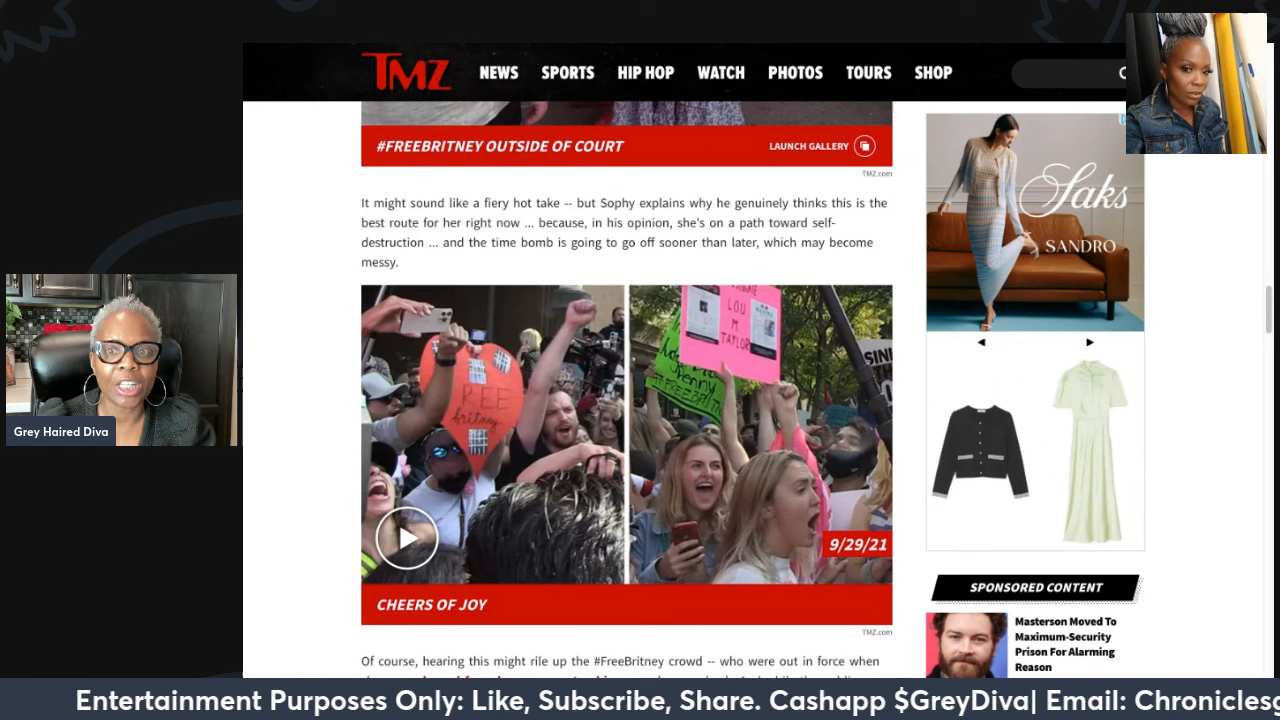 TMZ
NEWS SPORTS HIP HOP WATCH PHOTOS TOURS SHOP
#FREEBRITNEY OUTSIDE OF COURT
LAUNCH GALLERY
TMZ.com
It might sound like a fiery hot take -- but Sophy explains why he genuinely thinks this is the
best route for her right now ... because, in his opinion, she's on a path toward self-
destruction ... and the time bomb is going to go off sooner than later, which may become
messy.
LOU
M
TAYLOR
REE
britney
9/29/21
CHEERS OF JOY
TMZ.com
Of course, hearing this might rile up the #FreeBritney crowd -- who were out in force when
Saks
SANDRO
SPONSORED CONTENT
Masterson Moved To
Maximum-Security
Prison For Alarming
Reason
Grey Haired Diva
Entertainment Purposes Only: Like, Subscribe, Share. Cashapp $GreyDiva| Email: Chronicles